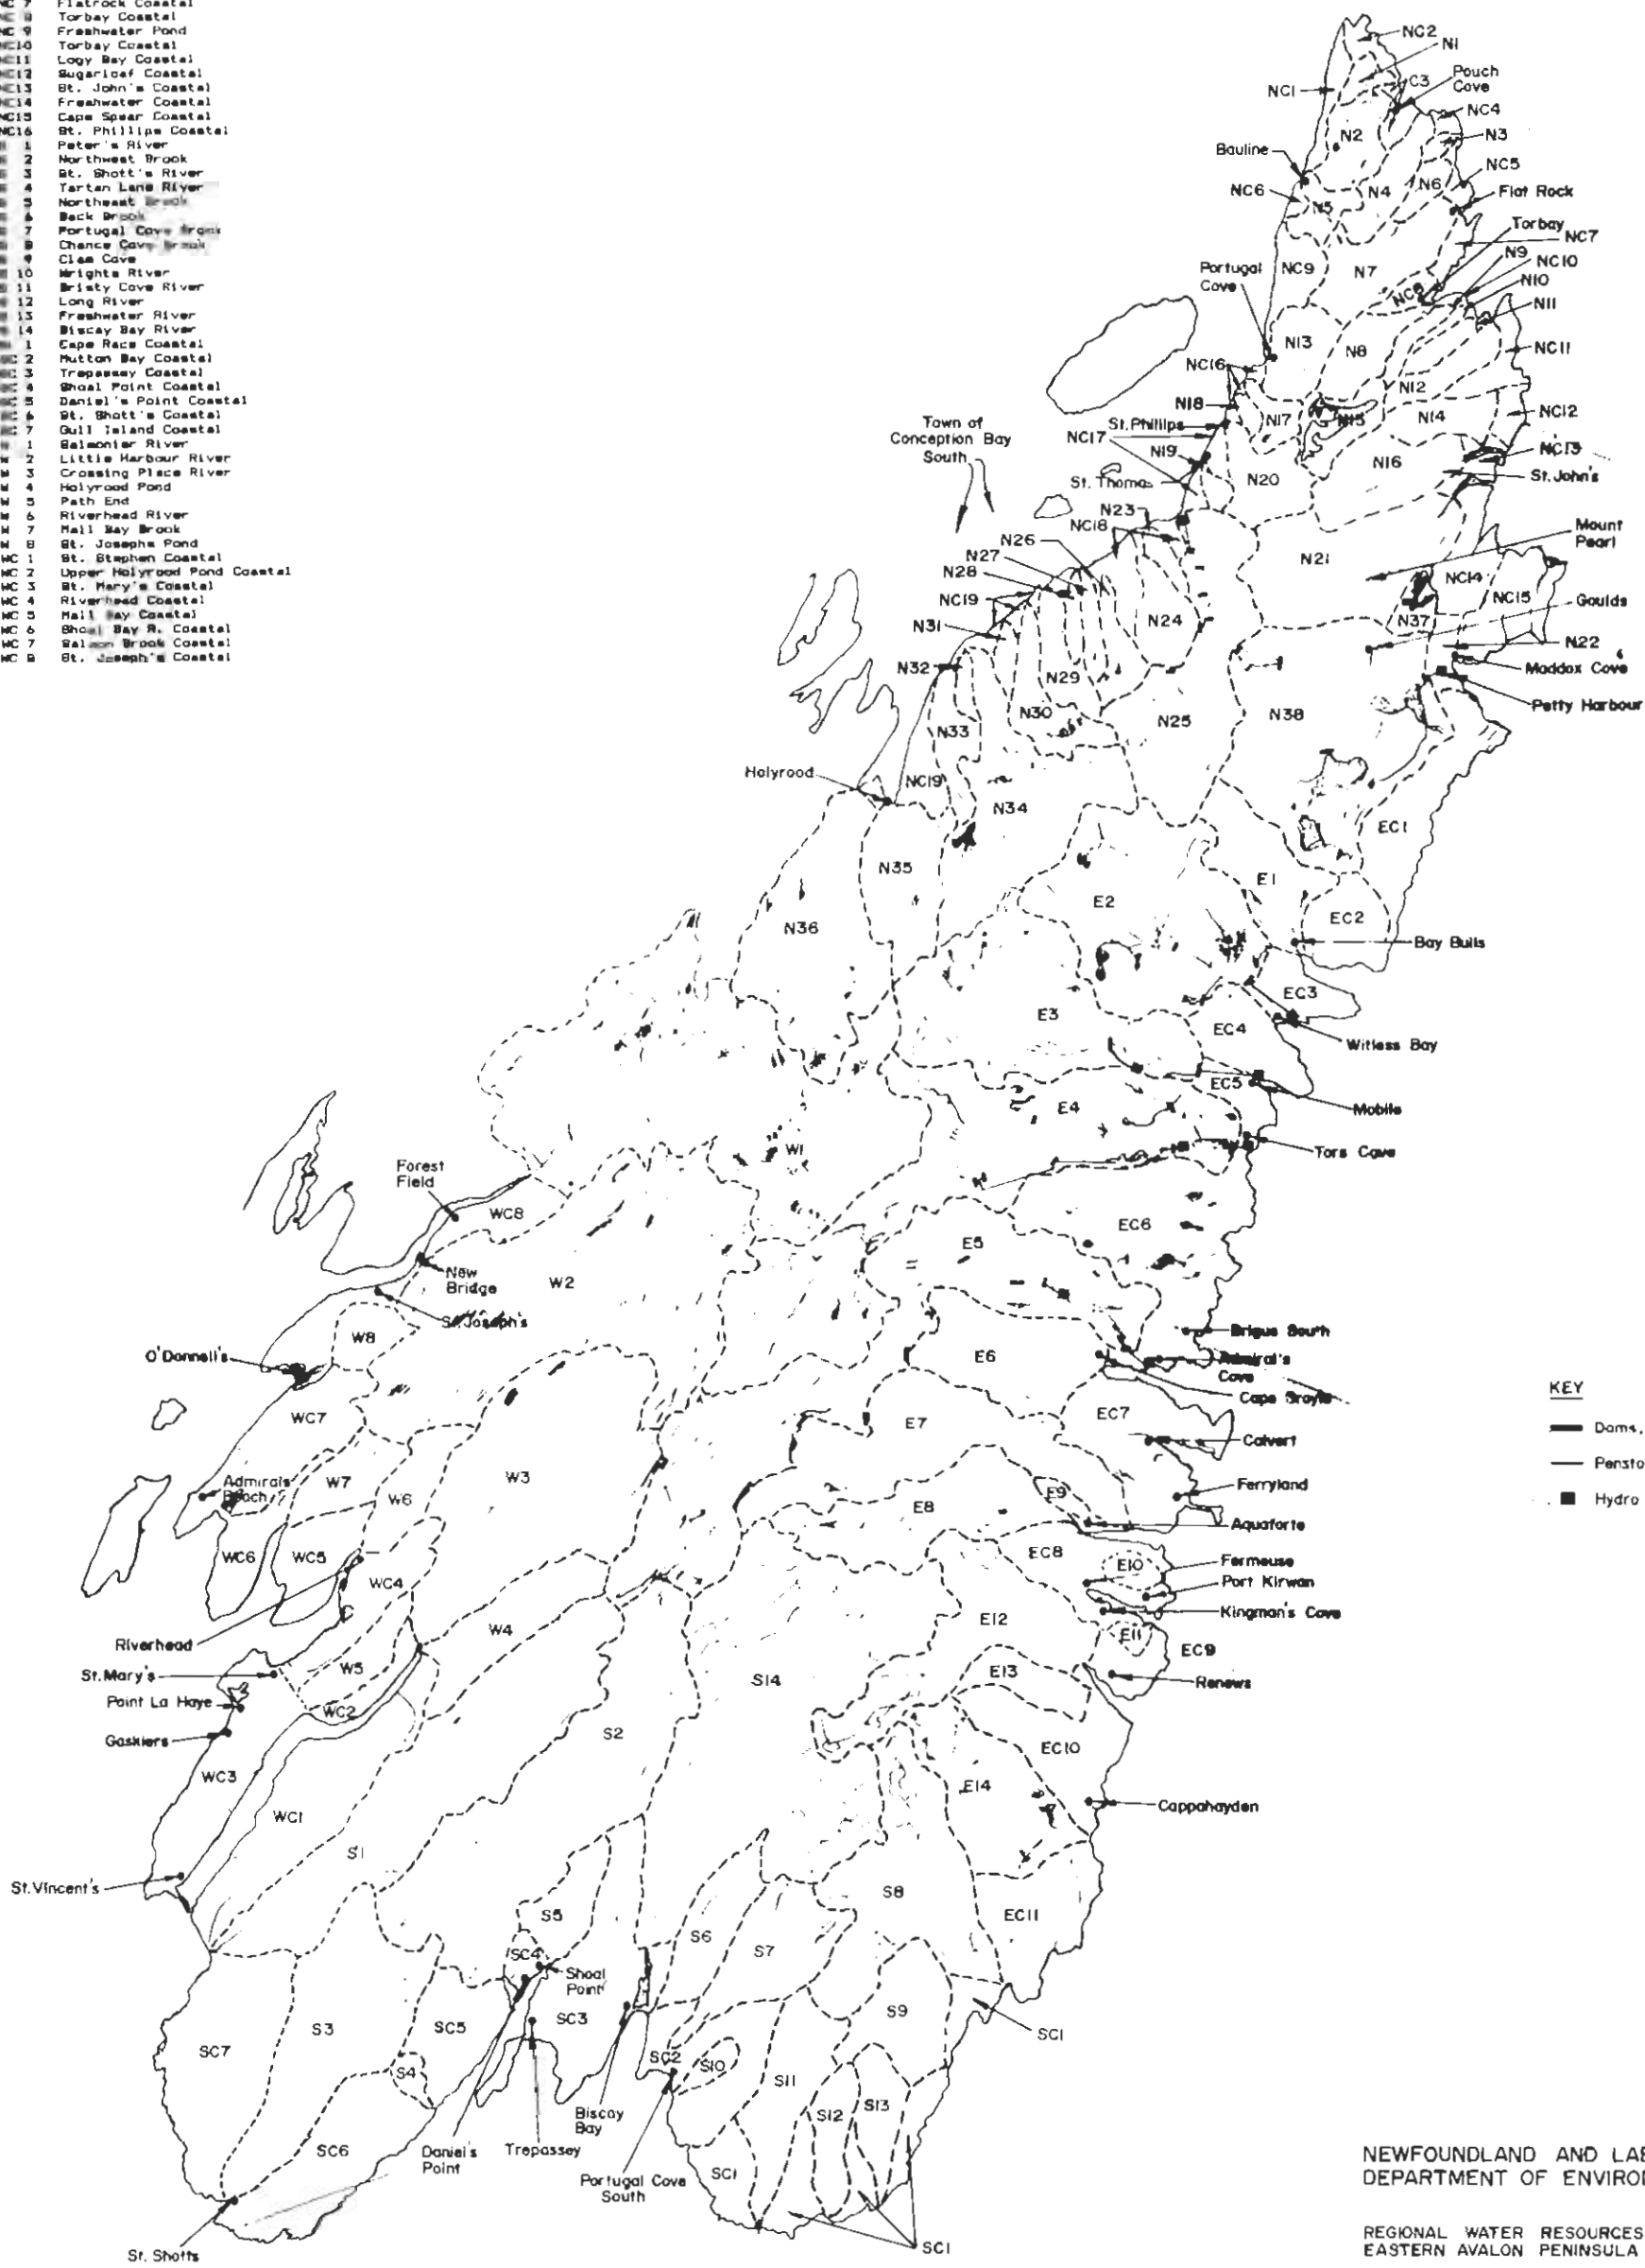 NC 7 Flatrock Coastal
Torbay Coastal
NC 9 Freshwater Pond
NC10 Torbay Coastal
NC11 Logy Bay Coastal
NC12 Sugarloaf Coastal
NC13 St. John's Coastal
NC14 Freshwater Coastal
NC15 Cape Spear Coastal
NC16 St. Phillips Coastal
1 Peter's River
2 Northwest Brook
3 St. Shott's River
4 Tartan Lane River
5 Northeast Brook
6 Back Brook
7 Portugal Cove Brook
8 Chance Cove Brook
9 Clam Cove
10 Wrights River
11 Bristy Cove River
12 Long River
13 Freshwater River
14 Biscay Bay River
1 Cape Race Coastal
2 Mutton Bay Coastal
3 Trepassey Coastal
4 Shoal Point Coastal
5 Daniel's Point Coastal
6 St. Shott's Coastal
7 Gull Island Coastal
1 Salmonier River
W 2 Little Harbour River
W 3 Crossing Place River
W 4 Holyrood Pond
W 5 Path End
W 6 Riverhead River
W 7 Mall Bay Brook
W 8 St. Josephs Pond
WC 1 St. Stephen Coastal
WC 2 Upper Holyrood Pond Coastal
WC 3 St. Mary's Coastal
WC 4 Riverhead Coastal
WC 5 Mall Bay Coastal
WC 6 Shoal Bay R. Coastal
WC 7 Salmon Brook Coastal
WC 8 St. Joseph's Coastal
NC2
N1
NC1
C3
Pouch
Cove
NC4
N2
N3
Bauline
NC5
NC6
N4
N6
Flat Rock
N5
Torbay
NC7
Portugal
Cove
NC9
N7
N9
NC10
NC8
N10
N11
N13
N8
NC11
NC16
N12
N18
N17
N15
N14
NC12
Town of
Conception Bay
South
St. Phillips
NC17
N19
NC13
N16
St. Thomas
N20
St. John's
N23
NC18
N26
Mount
Pearl
N27
N21
N28
NC14
NC19
NC15
Goulds
N31
N24
N37
N22
N32
Maddox Cove
N29
N30
N25
N38
Petty Harbour
N33
Holyrood
NC19
N34
EC1
N35
E1
E2
EC2
N36
Bay Bulls
EC3
E3
EC4
Witless Bay
EC5
E4
Mobile
W1
Tors Cove
Forest
Field
WC8
EC6
E5
New
Bridge
W2
St. Joseph's
W8
Brigus South
O'Donnell's
E6
Admiral's
Cove
Cape Broyle
KEY
WC7
EC7
E7
Dams,
Calvert
Admirals
Beach
W7
W3
Pensto
W6
E9
Ferryland
E8
Hydro
Aquaforte
WC6
WC5
EC8
E10
Fermeuse
WC4
Port Kirwan
Kingman's Cove
W4
E12
Riverhead
E11
EC9
St. Mary's
W5
E13
S14
Renews
Point La Haye
WC2
S2
Gaskiers
EC10
WC3
E14
WC1
Cappahayden
S1
St. Vincent's
S8
S5
EC11
S6
S7
SC4
Shoal
Point
S9
SC3
S3
SC5
SC1
SC7
SC2
S10
S4
S11
S13
Biscay
Bay
S12
SC6
Daniel's
Point
Trepassey
SC1
Portugal Cove
South
NEWFOUNDLAND AND LAB
DEPARTMENT OF ENVIRO
REGIONAL WATER RESOURCES
EASTERN AVALON PENINSULA
St. Shotts
SC1